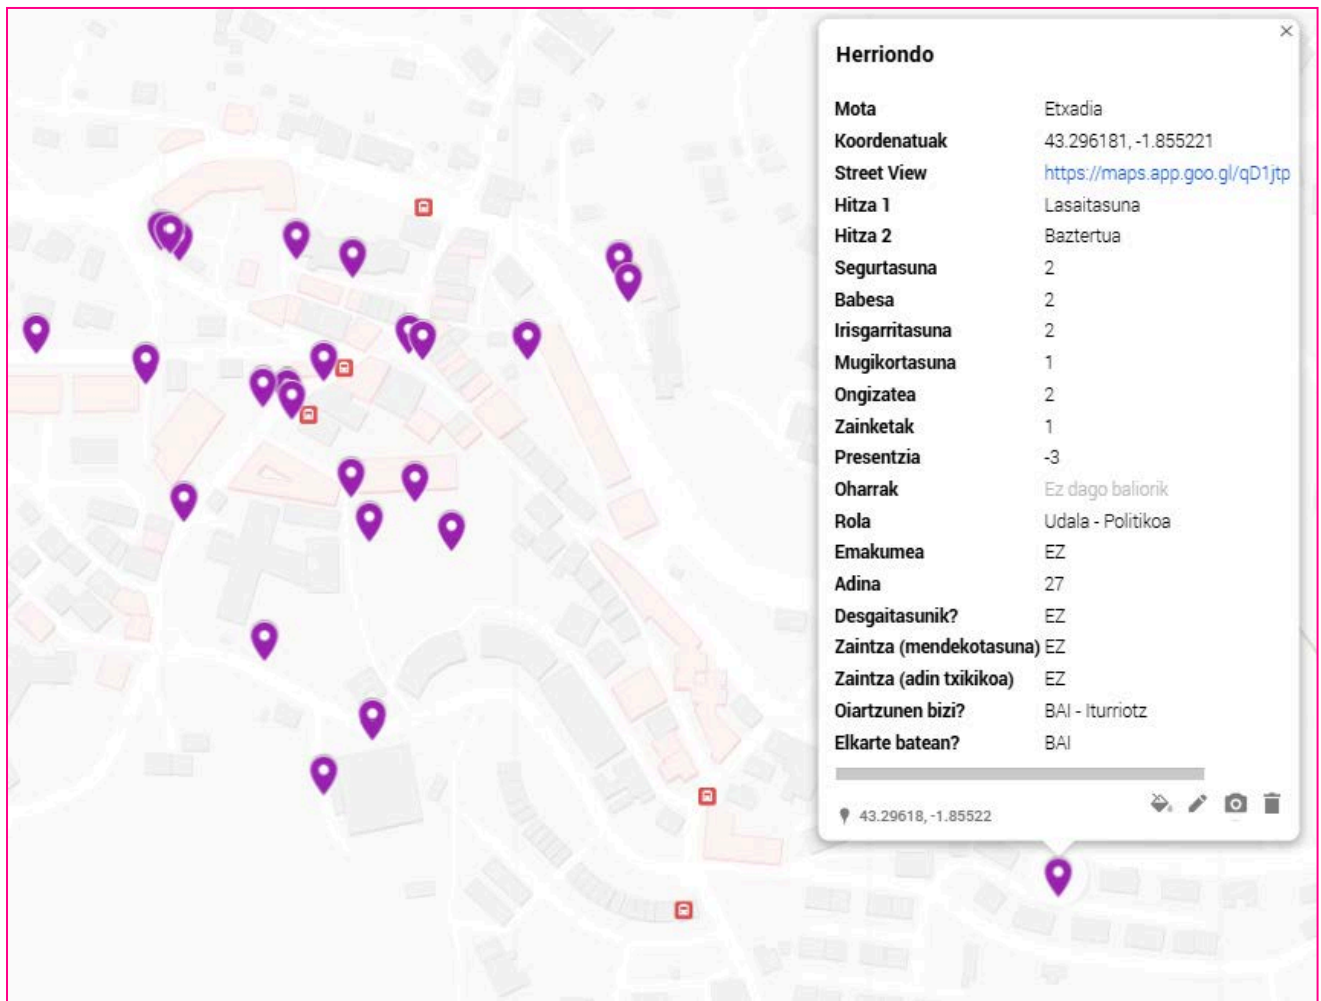 Herriondo
Mota Etxadia
Koordenatuak 43.296181, -1.855221
Street View https://maps.app.goo.gl/qD1jtp
Hitza 1 Lasaitasuna
Hitza 2 Baztertua
Segurtasuna 2
Babesa 2
Irisgarritasuna 2
Mugikortasuna 1
Ongizatea 2
Zainketak 1
Presentzia -3
Oharrak Ez dago baliorik
Rola Udala - Politikoa
Emakumea EZ
Adina 27
Desgaitasunik? EZ
Zaintza (mendekotasuna) EZ
Zaintza (adin txikikoa) EZ
Oiartzunen bizi? BAI - Iturriotz
Elkarte batean? BAI
43.29618, -1.85522